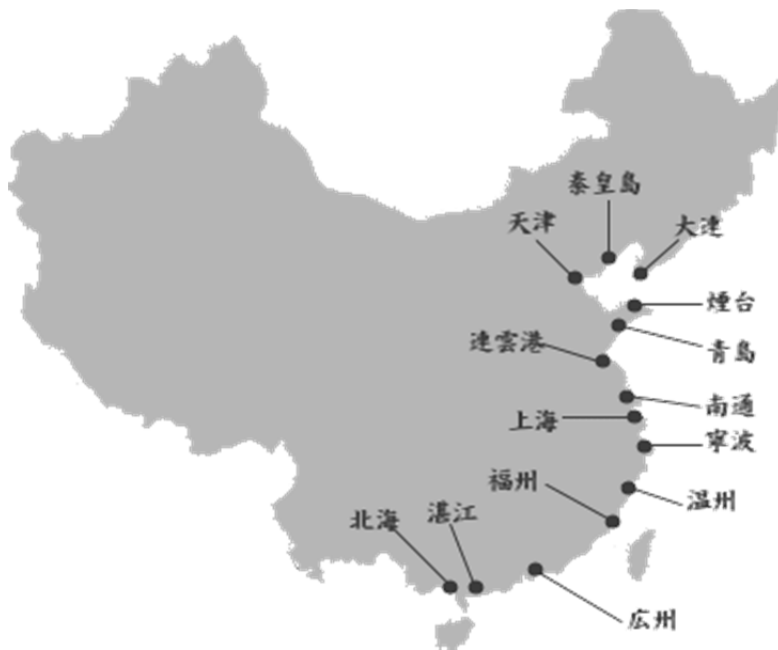 秦皇島
天津
大連
煙台
青島
連雲港
南通
上海
寧波
福州
温州
北海
湛江
広州